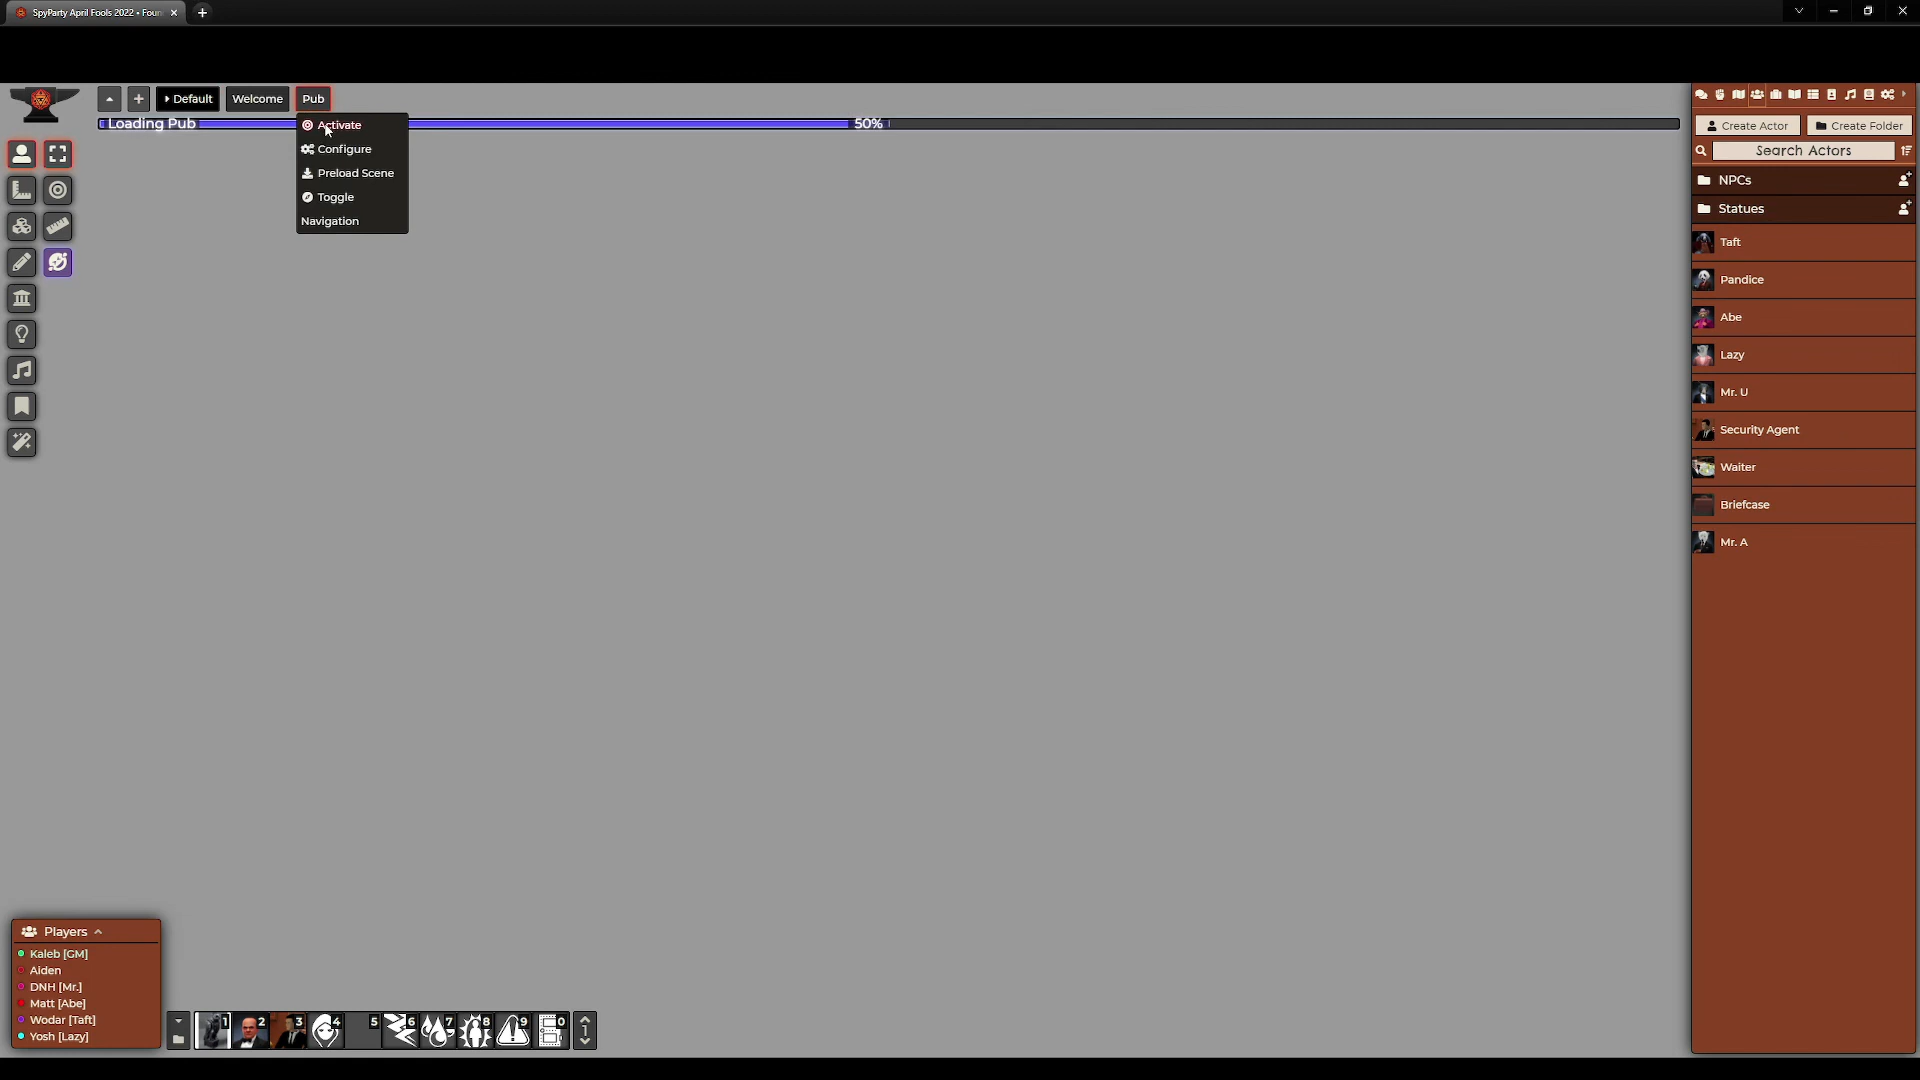 SpyParty April Fools 2022 • Foun
Default
Welcome
Pub
Loading Pub
50%
Activate
Configure
Preload Scene
Toggle
Navigation
Create Actor
Create Folder
Search Actors
NPCs
Statues
Taft
Pandice
Abe
Lazy
Mr. U
Security Agent
Waiter
Briefcase
Mr. A
Players
Kaleb [GM]
Aiden
DNH [Mr.]
Matt [Abe]
Wodar [Taft]
Yosh [Lazy]
1 2 3 4 5 6 7 8 9 0
1